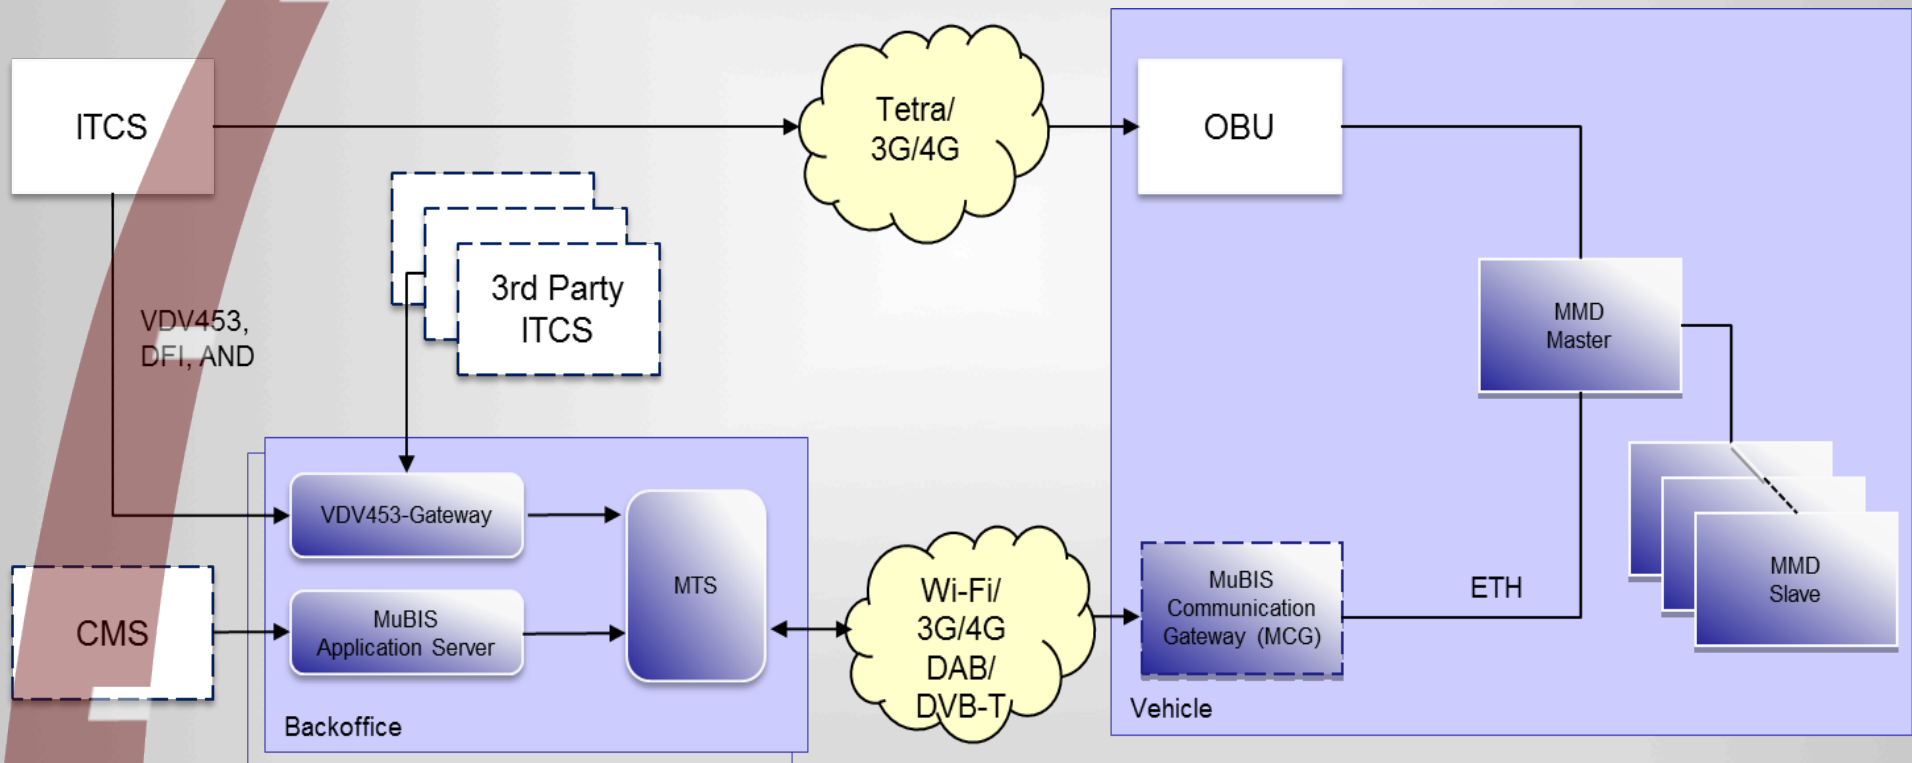 ITCS
Tetra/
3G/4G
OBU
3rd Party
ITCS
VDV453,
DFI, AND
MMD
Master
VDV453-Gateway
MTS
MuBIS
Application Server
CMS
Backoffice
Wi-Fi/
3G/4G
DAB/
DVB-T
MuBIS
Communication
Gateway (MCG)
ETH
MMD
Slave
Vehicle